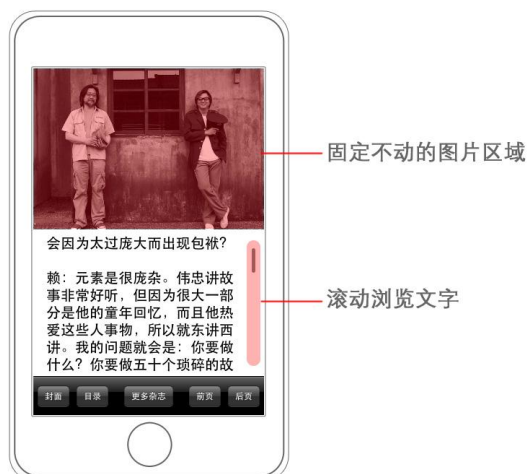 固定不动的图片区域
会因为太过庞大而出现包袱？
赖：元素是很庞杂。伟忠讲故
事非常好听，但因为很大一部
分是他的童年回忆，而且他热
爱这些人事物，所以就东讲西
讲。我的问题就会是：你要做
什么？你要做五十个琐碎的故
滚动浏览文字
封面 目录 更多杂志 前页 后页